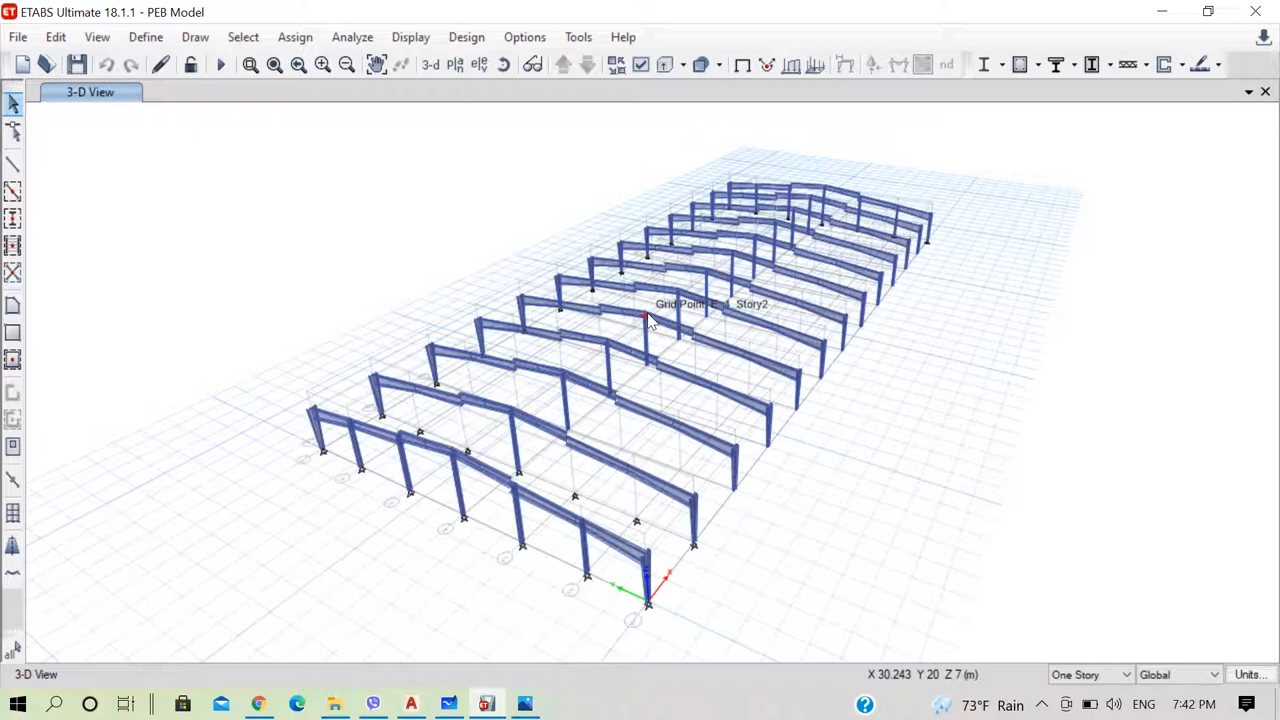 ETABS Ultimate 18.1.1 - PEB Model
File Edit View Define Draw Select Assign Analyze Display Design Options Tools Help
3-d nd
3-D View
Story2
all
3-D View X 30.243 Y 20 Z 7 (m) One Story Global Units...
73°F Rain ENG 7:42 PM